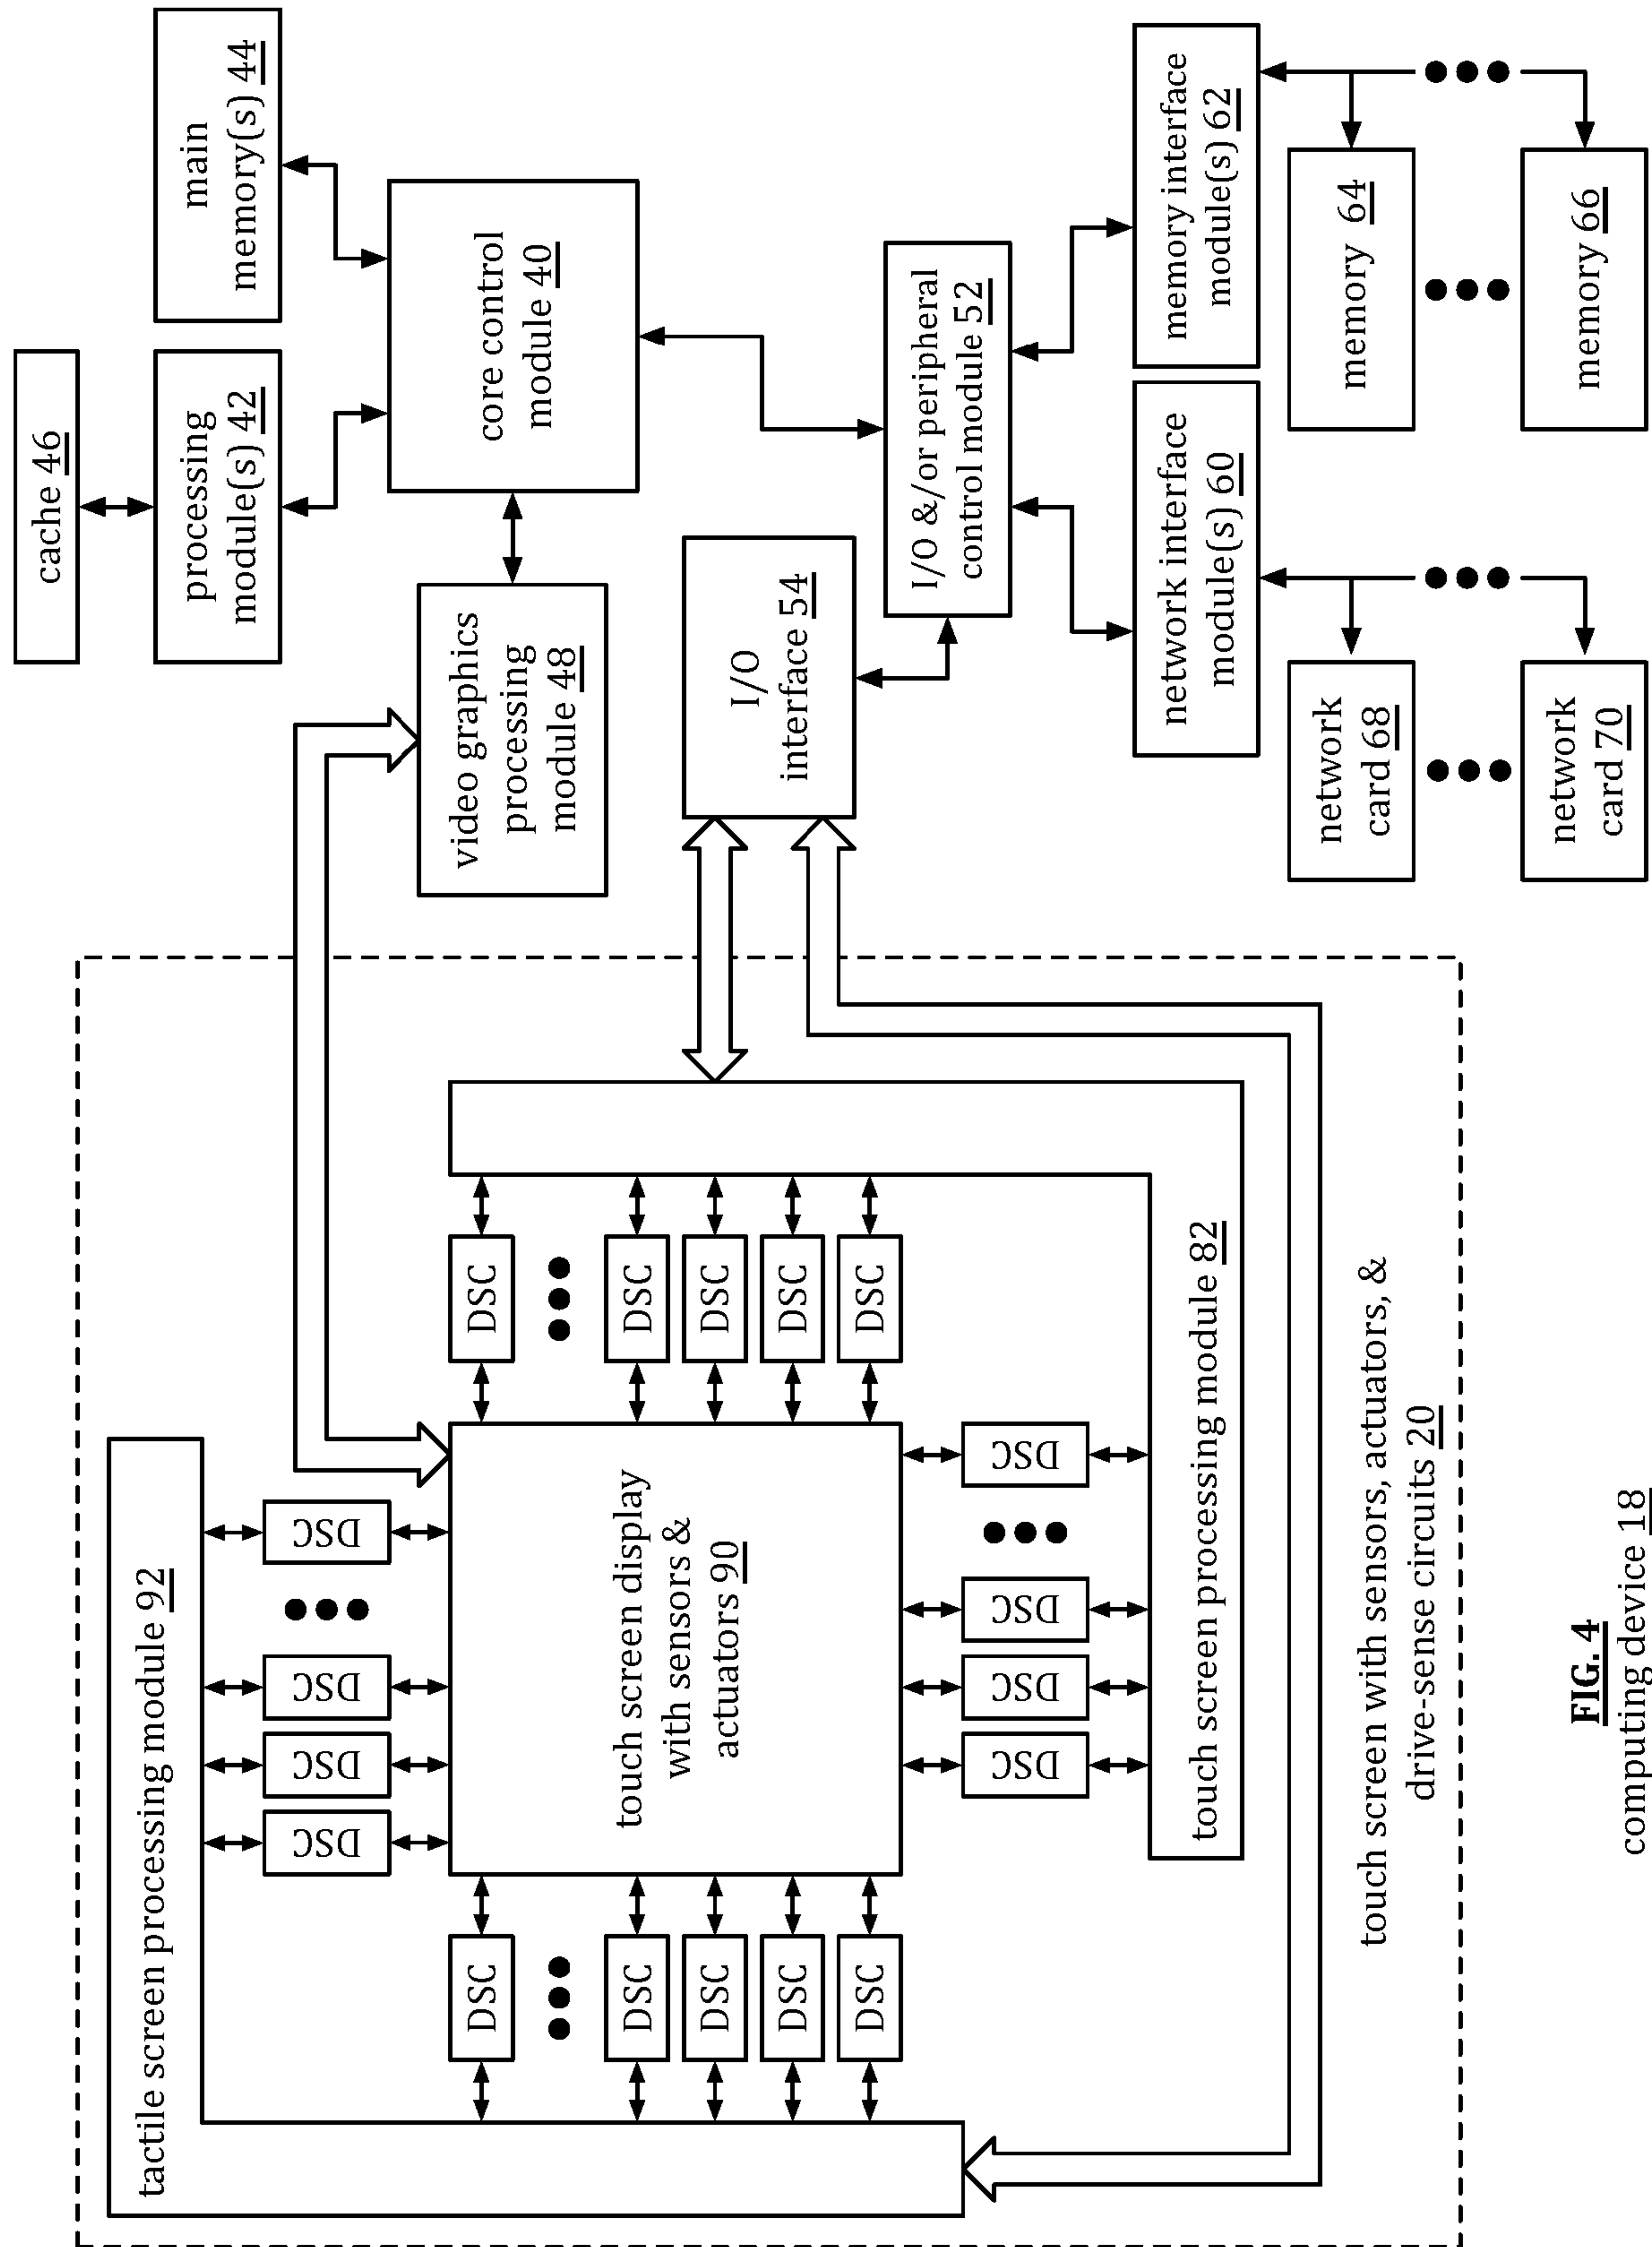 tactile screen processing module 92
DSC
DSC
DSC
DSC
DSC
DSC
DSC
DSC
DSC
touch screen display
with sensors &
actuators 90
DSC
DSC
DSC
DSC
DSC
DSC
DSC
DSC
DSC
touch screen processing module 82
touch screen with sensors, actuators, &
drive-sense circuits 20
cache 46
processing
module(s) 42
main
memory(s) 44
core control
module 40
video graphics
processing
module 48
I/O
interface 54
I/O &/or peripheral
control module 52
network interface
module(s) 60
memory interface
module(s) 62
network
card 68
memory 64
network
card 70
memory 66
FIG. 4
computing device 18